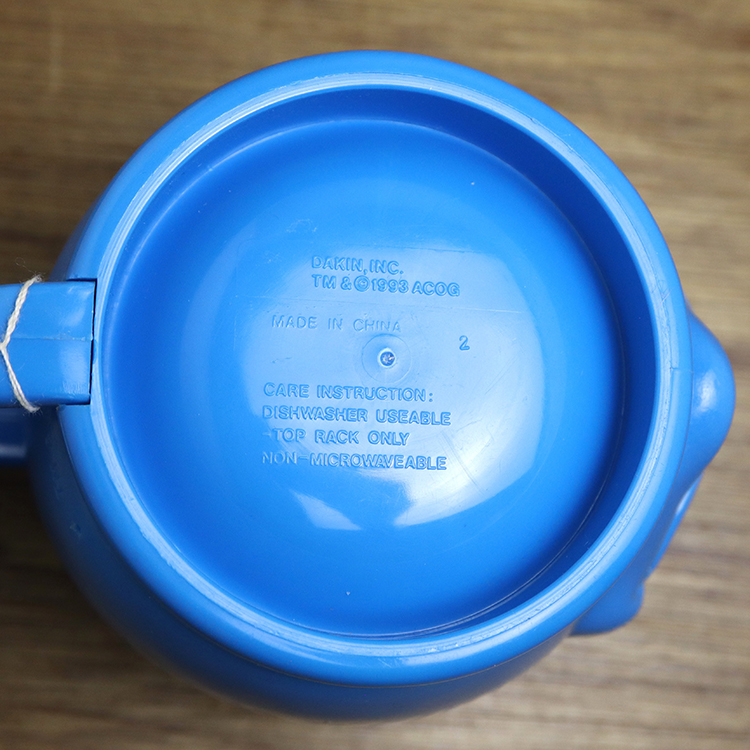 DAKIN, INC.
TM & © 1993 ACOG
MADE IN CHINA
2
CARE INSTRUCTION:
DISHWASHER USEABLE
-TOP RACK ONLY
NON-MICROWAVEABLE